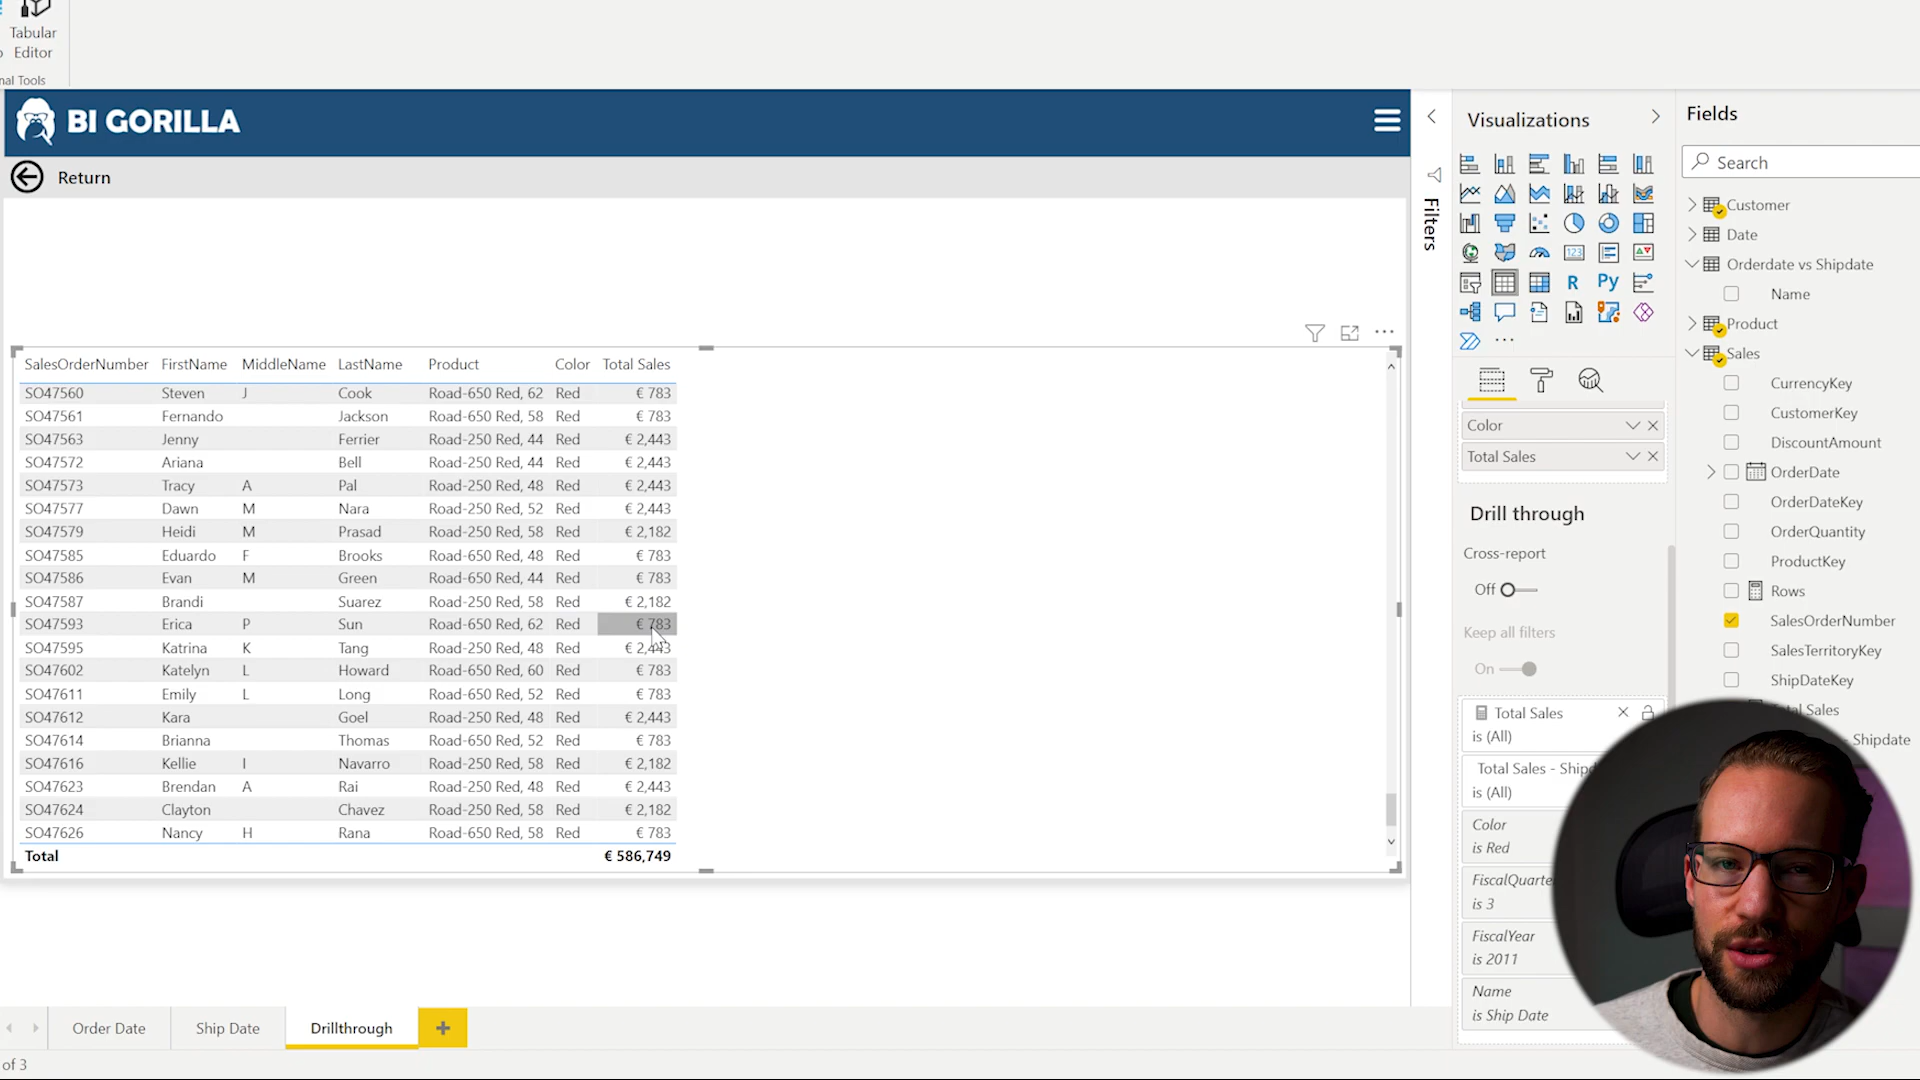 Tabular
Editor
nal Tools
BI GORILLA
Return
SalesOrderNumber FirstName MiddleName LastName Product Color Total Sales
SO47560 Steven J Cook Road-650 Red, 62 Red € 783
SO47561 Fernando Jackson Road-650 Red, 58 Red € 783
SO47563 Jenny Ferrier Road-250 Red, 44 Red € 2,443
SO47572 Ariana Bell Road-250 Red, 44 Red € 2,443
SO47573 Tracy A Pal Road-250 Red, 48 Red € 2,443
SO47577 Dawn M Nara Road-250 Red, 52 Red € 2,443
SO47579 Heidi M Prasad Road-250 Red, 58 Red € 2,182
SO47585 Eduardo F Brooks Road-650 Red, 48 Red € 783
SO47586 Evan M Green Road-650 Red, 44 Red € 783
SO47587 Brandi Suarez Road-250 Red, 58 Red € 2,182
SO47593 Erica P Sun Road-650 Red, 62 Red € 783
SO47595 Katrina K Tang Road-250 Red, 48 Red € 2,443
SO47602 Katelyn L Howard Road-650 Red, 60 Red € 783
SO47611 Emily L Long Road-650 Red, 52 Red € 783
SO47612 Kara Goel Road-250 Red, 48 Red € 2,443
SO47614 Brianna Thomas Road-650 Red, 52 Red € 783
SO47616 Kellie I Navarro Road-250 Red, 58 Red € 2,182
SO47623 Brendan A Rai Road-250 Red, 48 Red € 2,443
SO47624 Clayton Chavez Road-250 Red, 58 Red € 2,182
SO47626 Nancy H Rana Road-650 Red, 58 Red € 783
Total € 586,749
Order Date
Ship Date
Drillthrough
of 3
Filters
Visualizations
123
R
Py
Color
Total Sales
Drill through
Cross-report
Off
Keep all filters
On
Total Sales
is (All)
Total Sales - Shipd
is (All)
Color
is Red
FiscalQuarte
is 3
FiscalYear
is 2011
Name
is Ship Date
Fields
Search
Customer
Date
Orderdate vs Shipdate
Name
Product
Sales
CurrencyKey
CustomerKey
DiscountAmount
OrderDate
OrderDateKey
OrderQuantity
ProductKey
Rows
SalesOrderNumber
SalesTerritoryKey
ShipDateKey
Sales
- Shipdate